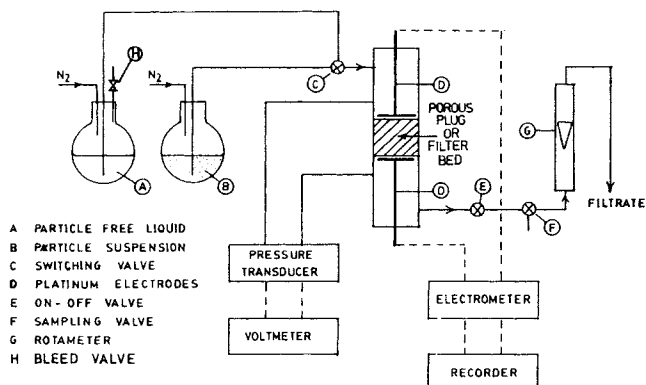 H
N2
N2
C
D
POROUS
PLUG
OR
FILTER
BED
G
A
B
D
E
F
FILTRATE
A PARTICLE FREE LIQUID
B PARTICLE SUSPENSION
C SWITCHING VALVE
D PLATINUM ELECTRODES
E ON-OFF VALVE
F SAMPLING VALVE
G ROTAMETER
H BLEED VALVE
PRESSURE
TRANSDUCER
VOLTMETER
ELECTROMETER
RECORDER